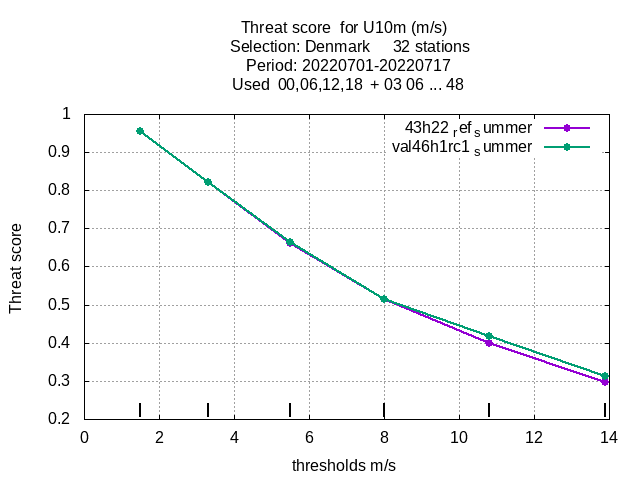 Threat score  for U10m (m/s)
Selection: Denmark     32 stations
Period: 20220701-20220717
Used  00,06,12,18  + 03 06 ... 48
43h22 ref summer
val46h1rc1 summer
1
0.9
0.8
0.7
0.6
0.5
0.4
0.3
0.2
Threat score
0 2 4 6 8 10 12 14
thresholds m/s